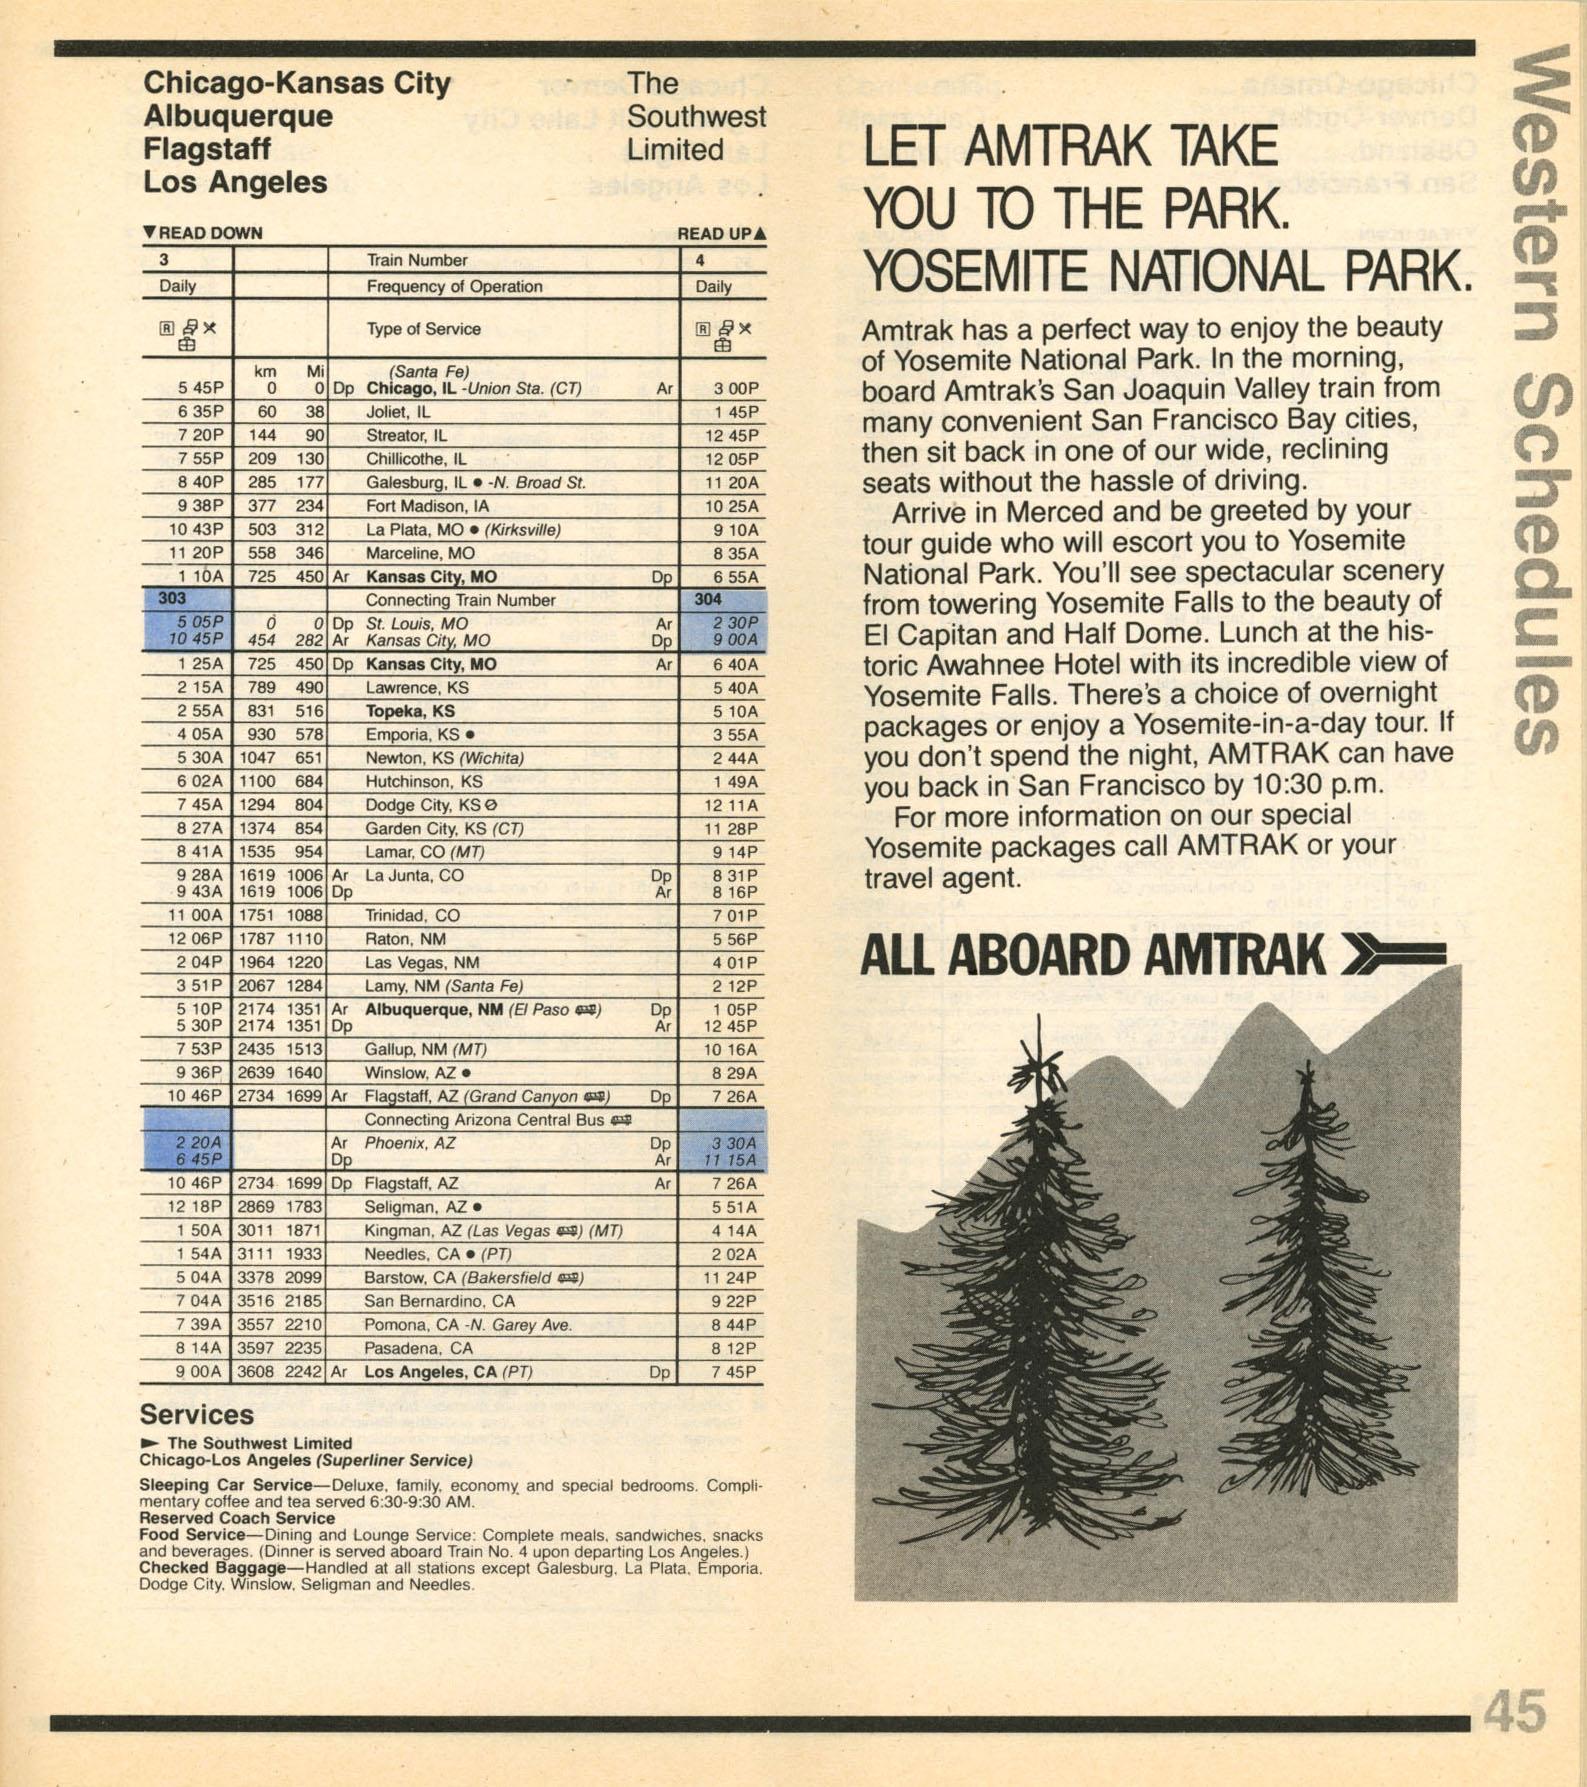 Chicago-Kansas City
Albuquerque
Flagstaff
Los Angeles
The
Southwest
Limited
▼READ DOWN READ UP▲
3 Train Number 4
Daily Frequency of Operation Daily
R Type of Service R
km Mi (Santa Fe)
5 45P 0 0 Dp Chicago, IL -Union Sta. (CT) Ar 3 00P
6 35P 60 38 Joliet, IL 1 45P
7 20P 144 90 Streator, IL 12 45P
7 55P 209 130 Chillicothe, IL 12 05P
8 40P 285 177 Galesburg, IL ● -N. Broad St. 11 20A
9 38P 377 234 Fort Madison, IA 10 25A
10 43P 503 312 La Plata, MO ● (Kirksville) 9 10A
11 20P 558 346 Marceline, MO 8 35A
1 10A 725 450 Ar Kansas City, MO Dp 6 55A
303 Connecting Train Number 304
5 05P 0 0 Dp St. Louis, MO Ar 2 30P
10 45P 454 282 Ar Kansas City, MO Dp 9 00A
1 25A 725 450 Dp Kansas City, MO Ar 6 40A
2 15A 789 490 Lawrence, KS 5 40A
2 55A 831 516 Topeka, KS 5 10A
4 05A 930 578 Emporia, KS ● 3 55A
5 30A 1047 651 Newton, KS (Wichita) 2 44A
6 02A 1100 684 Hutchinson, KS 1 49A
7 45A 1294 804 Dodge City, KS ⊘ 12 11A
8 27A 1374 854 Garden City, KS (CT) 11 28P
8 41A 1535 954 Lamar, CO (MT) 9 14P
9 28A 1619 1006 Ar La Junta, CO Dp 8 31P
9 43A 1619 1006 Dp Ar 8 16P
11 00A 1751 1088 Trinidad, CO 7 01P
12 06P 1787 1110 Raton, NM 5 56P
2 04P 1964 1220 Las Vegas, NM 4 01P
3 51P 2067 1284 Lamy, NM (Santa Fe) 2 12P
5 10P 2174 1351 Ar Albuquerque, NM (El Paso ) Dp 1 05P
5 30P 2174 1351 Dp Ar 12 45P
7 53P 2435 1513 Gallup, NM (MT) 10 16A
9 36P 2639 1640 Winslow, AZ ● 8 29A
10 46P 2734 1699 Ar Flagstaff, AZ (Grand Canyon ) Dp 7 26A
Connecting Arizona Central Bus
2 20A Ar Phoenix, AZ Dp 3 30A
6 45P Dp Ar 11 15A
10 46P 2734 1699 Dp Flagstaff, AZ Ar 7 26A
12 18P 2869 1783 Seligman, AZ ● 5 51A
1 50A 3011 1871 Kingman, AZ (Las Vegas ) (MT) 4 14A
1 54A 3111 1933 Needles, CA ● (PT) 2 02A
5 04A 3378 2099 Barstow, CA (Bakersfield ) 11 24P
7 04A 3516 2185 San Bernardino, CA 9 22P
7 39A 3557 2210 Pomona, CA -N. Garey Ave. 8 44P
8 14A 3597 2235 Pasadena, CA 8 12P
9 00A 3608 2242 Ar Los Angeles, CA (PT) Dp 7 45P
Services
► The Southwest Limited
Chicago-Los Angeles (Superliner Service)
Sleeping Car Service—Deluxe, family, economy and special bedrooms. Compli-
mentary coffee and tea served 6:30-9:30 AM.
Reserved Coach Service
Food Service—Dining and Lounge Service: Complete meals, sandwiches, snacks
and beverages. (Dinner is served aboard Train No. 4 upon departing Los Angeles.)
Checked Baggage—Handled at all stations except Galesburg, La Plata, Emporia,
Dodge City, Winslow, Seligman and Needles.
LET AMTRAK TAKE
YOU TO THE PARK.
YOSEMITE NATIONAL PARK.
Amtrak has a perfect way to enjoy the beauty
of Yosemite National Park. In the morning,
board Amtrak's San Joaquin Valley train from
many convenient San Francisco Bay cities,
then sit back in one of our wide, reclining
seats without the hassle of driving.
Arrive in Merced and be greeted by your
tour guide who will escort you to Yosemite
National Park. You'll see spectacular scenery
from towering Yosemite Falls to the beauty of
El Capitan and Half Dome. Lunch at the his-
toric Awahnee Hotel with its incredible view of
Yosemite Falls. There's a choice of overnight
packages or enjoy a Yosemite-in-a-day tour. If
you don't spend the night, AMTRAK can have
you back in San Francisco by 10:30 p.m.
For more information on our special
Yosemite packages call AMTRAK or your
travel agent.
ALL ABOARD AMTRAK
Western Schedules
45